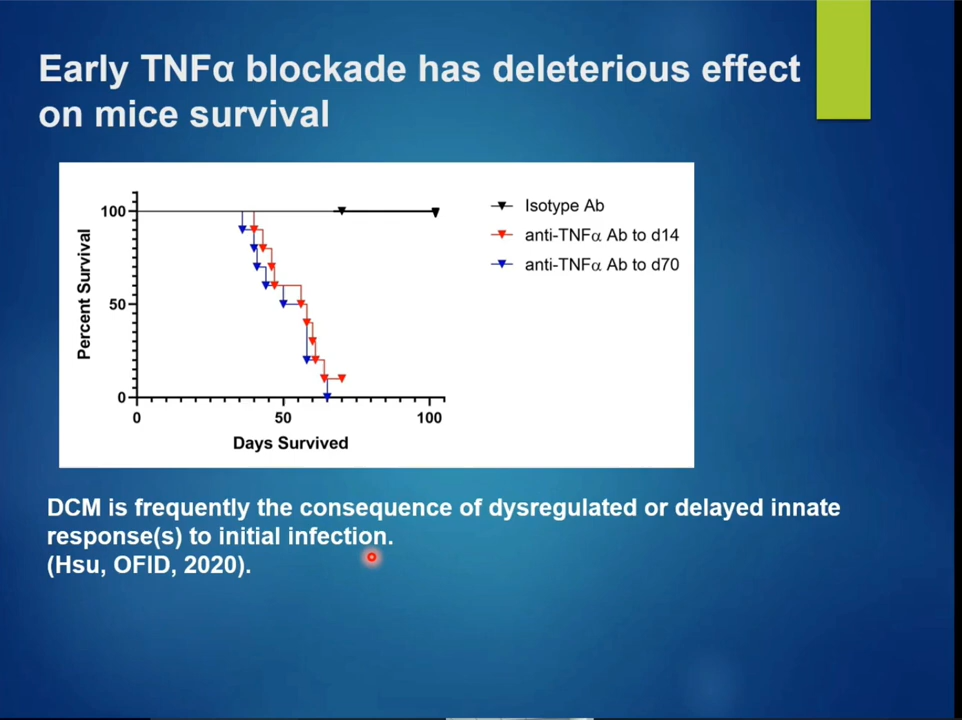 Early TNFα blockade has deleterious effect
on mice survival
100
50
0
Percent Survival
0 50 100
Days Survived
Isotype Ab
anti-TNFα Ab to d14
anti-TNFα Ab to d70
DCM is frequently the consequence of dysregulated or delayed innate
response(s) to initial infection.
(Hsu, OFID, 2020).